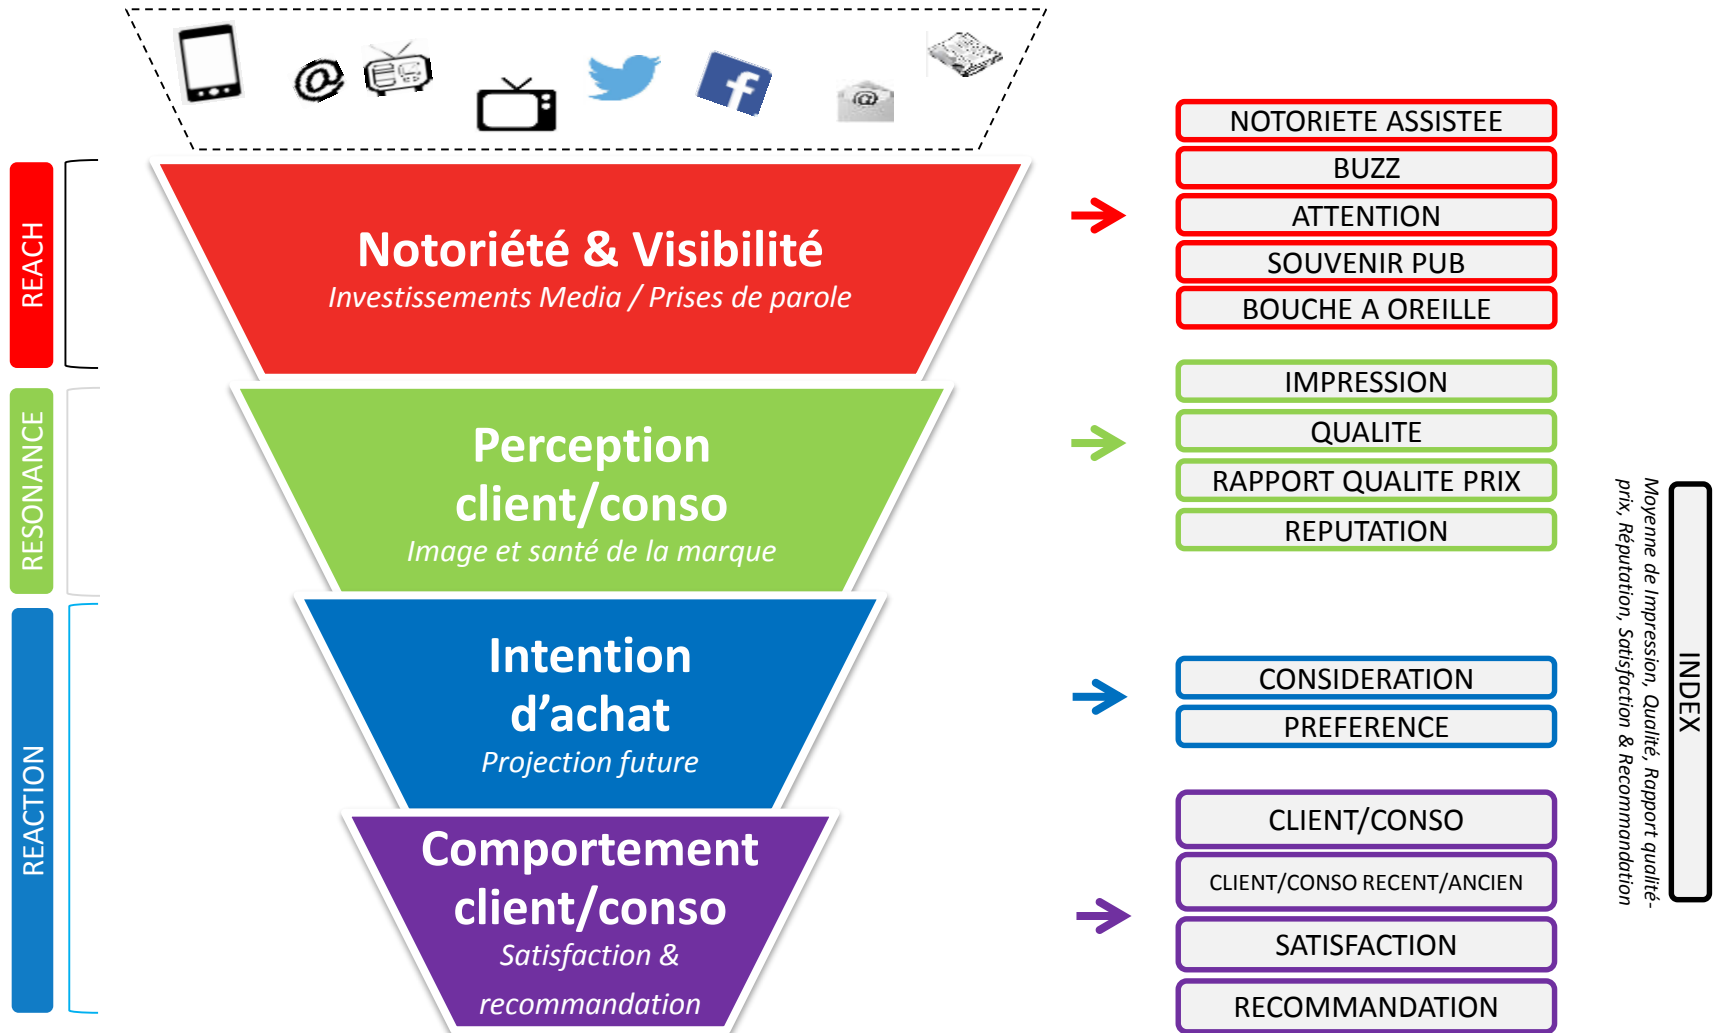 REACH
Notoriété & Visibilité
Investissements Media / Prises de parole
NOTORIETE ASSISTEE
BUZZ
ATTENTION
SOUVENIR PUB
BOUCHE A OREILLE
RESONANCE
Perception
client/conso
Image et santé de la marque
IMPRESSION
QUALITE
RAPPORT QUALITE PRIX
REPUTATION
REACTION
Intention
d’achat
Projection future
CONSIDERATION
PREFERENCE
Comportement
client/conso
Satisfaction &
recommandation
CLIENT/CONSO
CLIENT/CONSO RECENT/ANCIEN
SATISFACTION
RECOMMANDATION
INDEX
Moyenne de Impression, Qualité, Rapport qualité-
prix, Réputation, Satisfaction & Recommandation